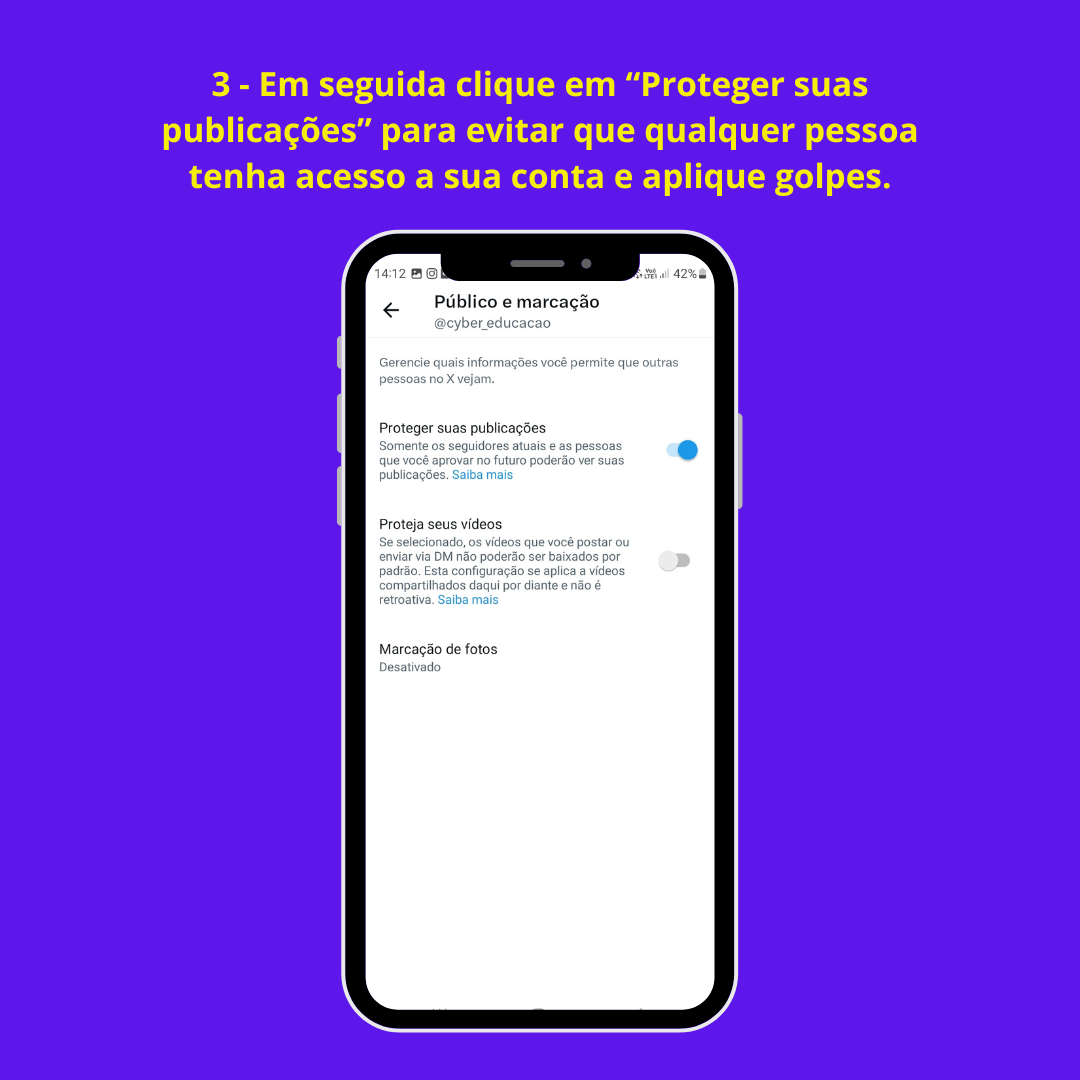 3 - Em seguida clique em “Proteger suas
publicações” para evitar que qualquer pessoa
tenha acesso a sua conta e aplique golpes.
14:12
42%
Público e marcação
@cyber_educacao
Gerencie quais informações você permite que outras
pessoas no X vejam.
Proteger suas publicações
Somente os seguidores atuais e as pessoas
que você aprovar no futuro poderão ver suas
publicações. Saiba mais
Proteja seus vídeos
Se selecionado, os vídeos que você postar ou
enviar via DM não poderão ser baixados por
padrão. Esta configuração se aplica a vídeos
compartilhados daqui por diante e não é
retroativa. Saiba mais
Marcação de fotos
Desativado